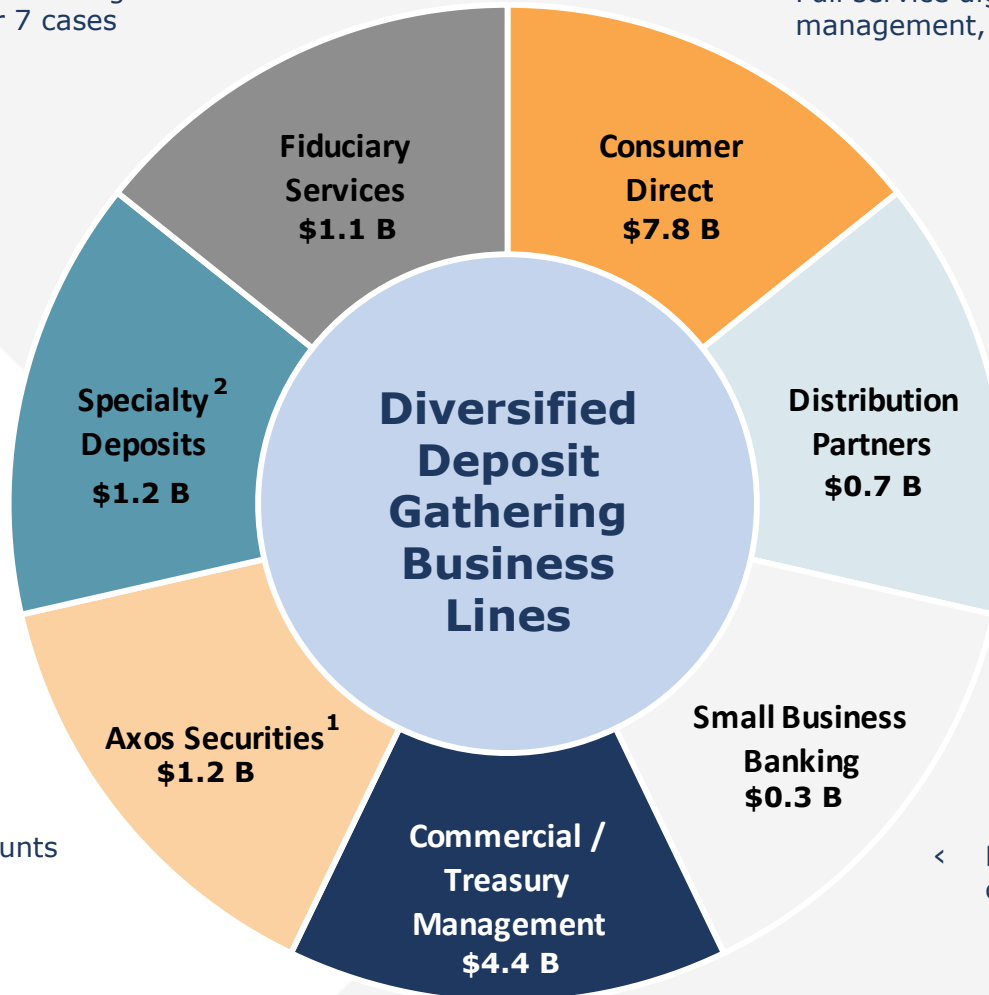 r 7 cases
management,
Fiduciary
Services
$1.1 B
Consumer
Direct
$7.8 B
Specialty 2
Deposits
$1.2 B
Distribution
Partners
$0.7 B
Diversified
Deposit
Gathering
Business
Lines
Axos Securities1
$1.2 B
Small Business
Banking
$0.3 B
Commercial /
Treasury
Management
$4.4 B
unts
‹